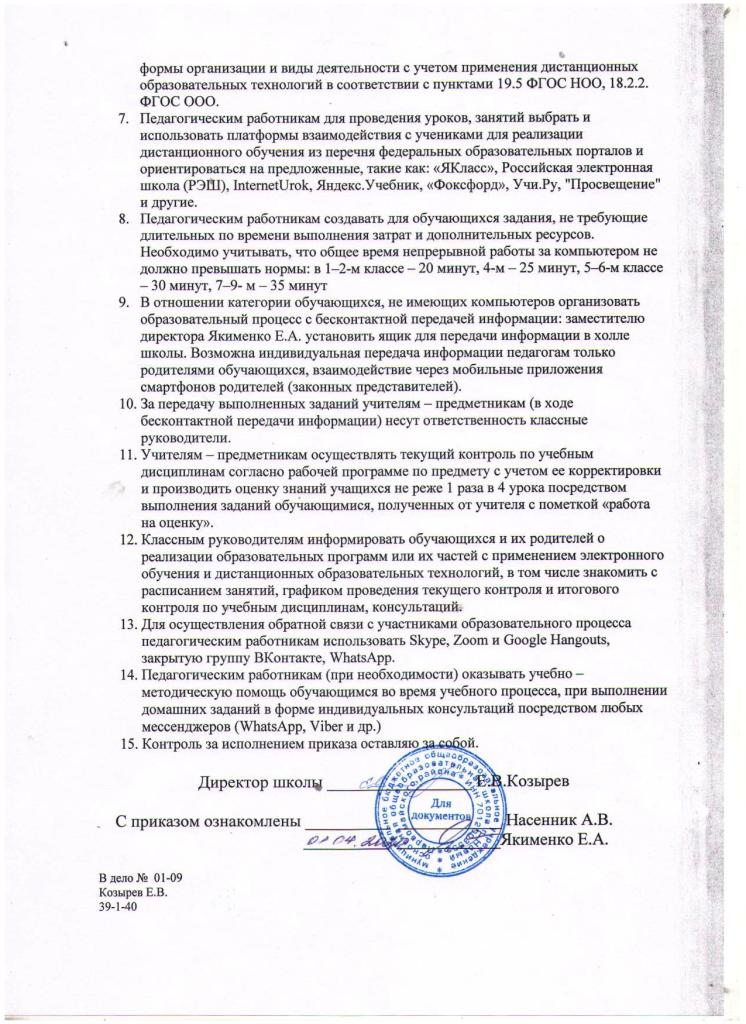 формы организации и виды деятельности с учетом применения дистанционных
образовательных технологий в соответствии с пунктами 19.5 ФГОС НОО, 18.2.2.
ФГОС ООО.
7. Педагогическим работникам для проведения уроков, занятий выбрать и
использовать платформы взаимодействия с учениками для реализации
дистанционного обучения из перечня федеральных образовательных порталов и
ориентироваться на предложенные, такие как: «ЯКласс», Российская электронная
школа (РЭШ), InternetUrok, Яндекс.Учебник, «Фоксфорд», Учи.Ру, "Просвещение"
и другие.
8. Педагогическим работникам создавать для обучающихся задания, не требующие
длительных по времени выполнения затрат и дополнительных ресурсов.
Необходимо учитывать, что общее время непрерывной работы за компьютером не
должно превышать нормы: в 1–2-м классе – 20 минут, 4-м – 25 минут, 5–6-м классе
– 30 минут, 7–9- м – 35 минут
9. В отношении категории обучающихся, не имеющих компьютеров организовать
образовательный процесс с бесконтактной передачей информации: заместителю
директора Якименко Е.А. установить ящик для передачи информации в холле
школы. Возможна индивидуальная передача информации педагогам только
родителями обучающихся, взаимодействие через мобильные приложения
смартфонов родителей (законных представителей).
10. За передачу выполненных заданий учителям – предметникам (в ходе
бесконтактной передачи информации) несут ответственность классные
руководители.
11. Учителям – предметникам осуществлять текущий контроль по учебным
дисциплинам согласно рабочей программе по предмету с учетом ее корректировки
и производить оценку знаний учащихся не реже 1 раза в 4 урока посредством
выполнения заданий обучающимися, полученных от учителя с пометкой «работа
на оценку».
12. Классным руководителям информировать обучающихся и их родителей о
реализации образовательных программ или их частей с применением электронного
обучения и дистанционных образовательных технологий, в том числе знакомить с
расписанием занятий, графиком проведения текущего контроля и итогового
контроля по учебным дисциплинам, консультаций.
13. Для осуществления обратной связи с участниками образовательного процесса
педагогическим работникам использовать Skype, Zoom и Google Hangouts,
закрытую группу ВКонтакте, WhatsApp.
14. Педагогическим работникам (при необходимости) оказывать учебно –
методическую помощь обучающимся во время учебного процесса, при выполнении
домашних заданий в форме индивидуальных консультаций посредством любых
мессенджеров (WhatsApp, Viber и др.)
15. Контроль за исполнением приказа оставляю за собой.
Директор школы Е.В.Козырев
Для
документов
С приказом ознакомлены Насенник А.В.
01.04. Якименко Е.А.
В дело № 01-09
Козырев Е.В.
39-1-40